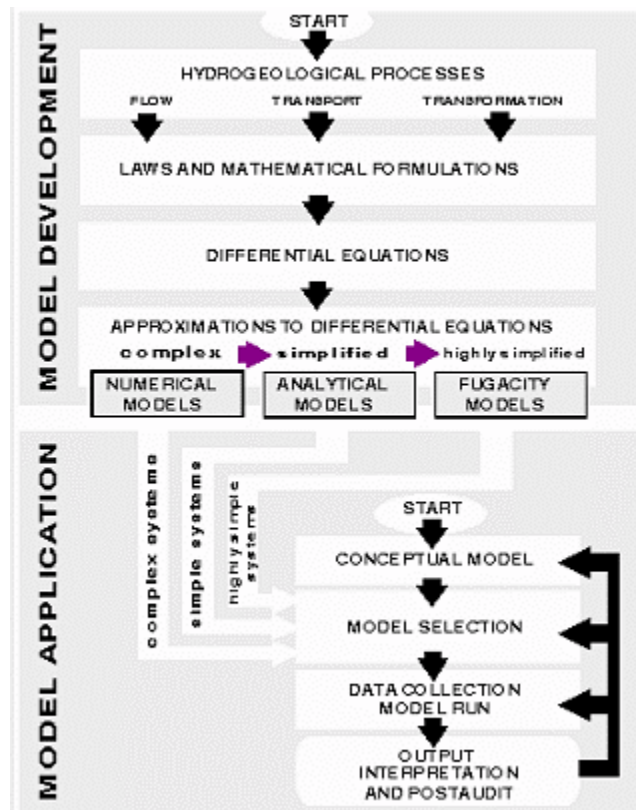 MODEL DEVELOPMENT
START
HYDROGEOLOGICAL PROCESSES
FLOW TRANSPORT TRANSFORMATION
LAWS AND MATHEMATICAL FORMULATIONS
DIFFERENTIAL EQUATIONS
APPROXIMATIONS TO DIFFERENTIAL EQUATIONS
complex simplified highly simplified
NUMERICAL
MODELS
ANALYTICAL
MODELS
FUGACITY
MODELS
MODEL APPLICATION
complex systems
simple systems
highly simple
systems
START
CONCEPTUAL MODEL
MODEL SELECTION
DATA COLLECTION
MODEL RUN
OUTPUT
INTERPRETATION
AND POSTAUDIT